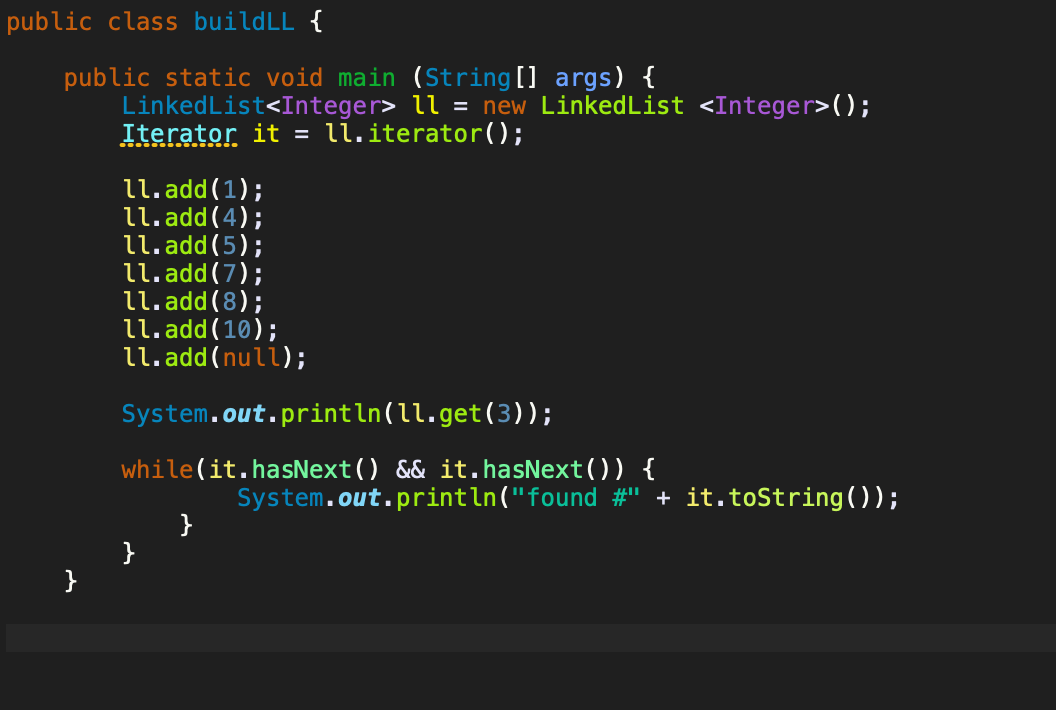 public class buildLL {
public static void main (String[] args) {
LinkedList<Integer> ll = new LinkedList <Integer>();
Iterator it = ll.iterator();
ll.add(1);
ll.add(4);
ll.add(5);
ll.add(7);
ll.add(8);
ll.add(10);
ll.add(null);
System.out.println(ll.get(3));
while(it.hasNext() && it.hasNext()) {
System.out.println("found #" + it.toString());
}
}
}